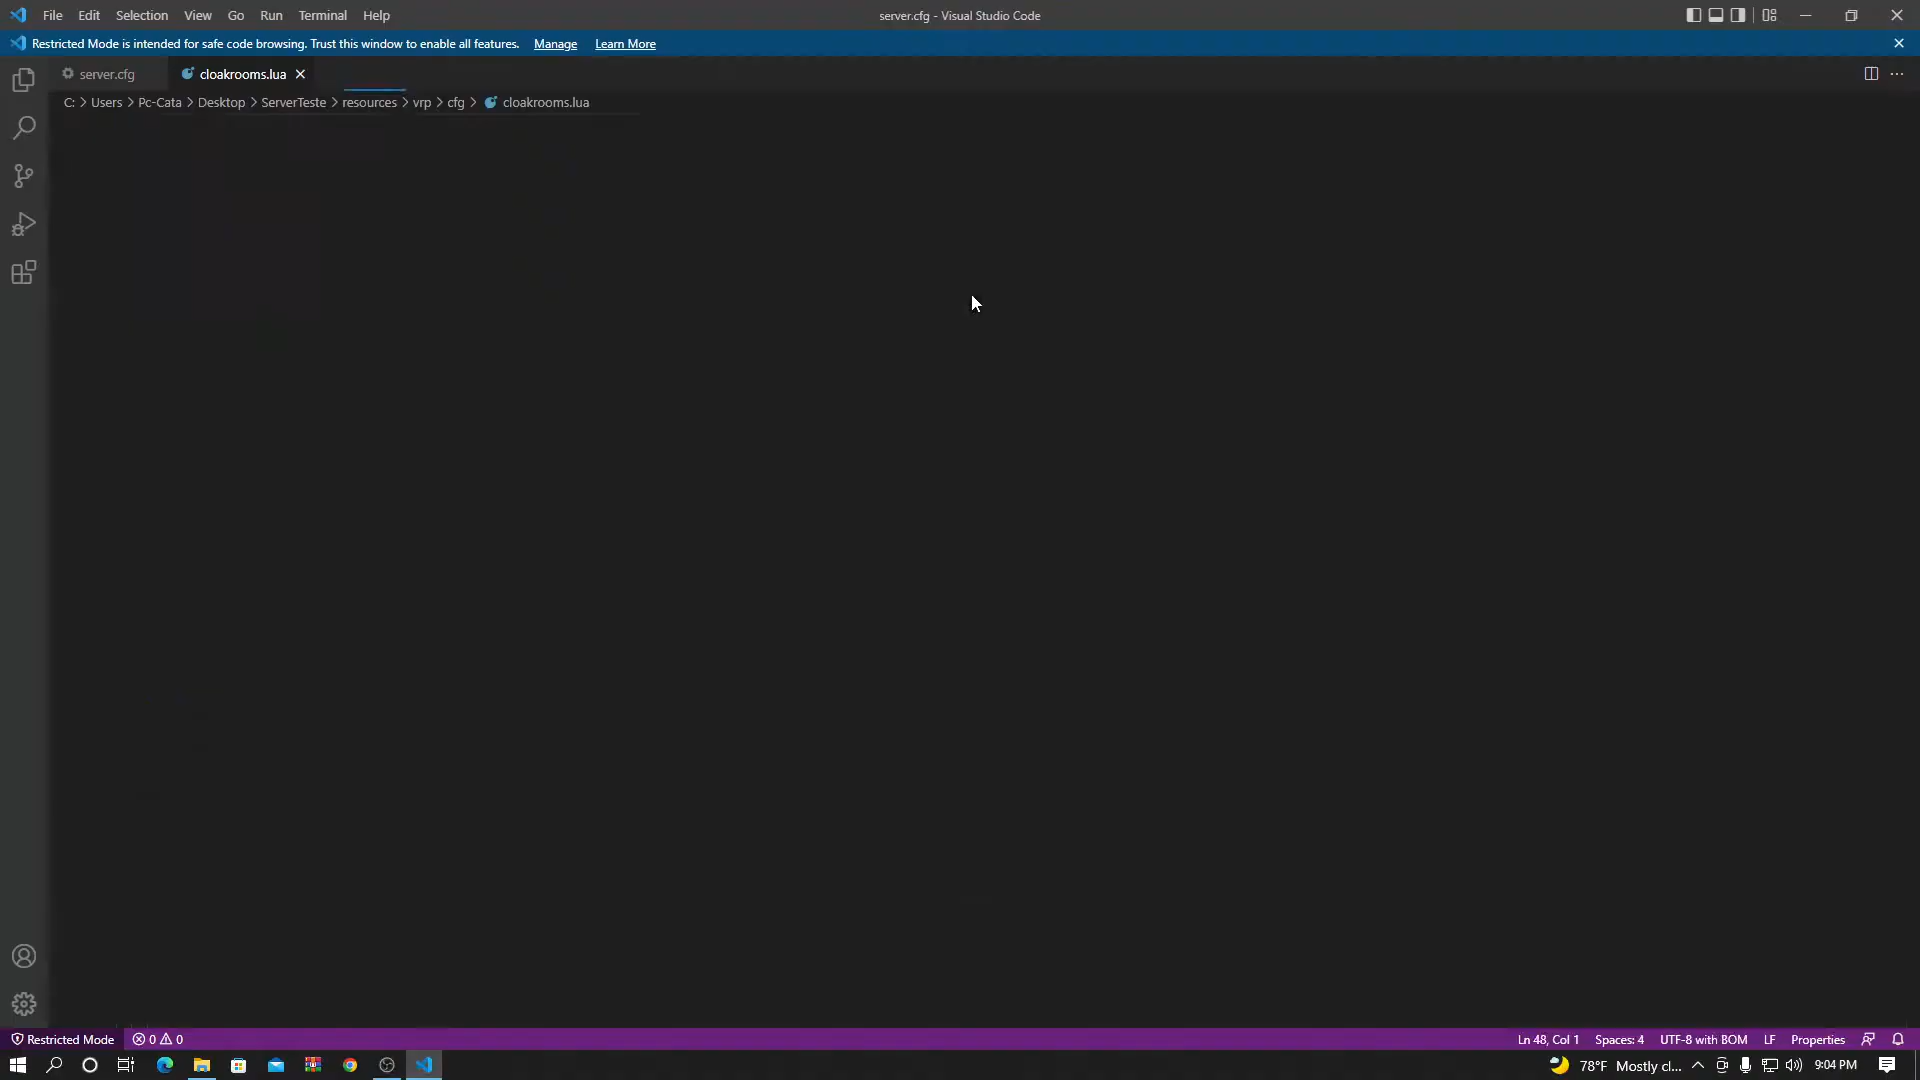 File Edit Selection View Go Run Terminal Help server.cfg - Visual Studio Code
Restricted Mode is intended for safe code browsing. Trust this window to enable all features. Manage Learn More
server.cfg cloakrooms.lua
C: > Users > Pc-Cata > Desktop > ServerTeste > resources > vrp > cfg > cloakrooms.lua
Restricted Mode 0 0 Ln 48, Col 1 Spaces: 4 UTF-8 with BOM LF Properties
78°F Mostly cl... 9:04 PM